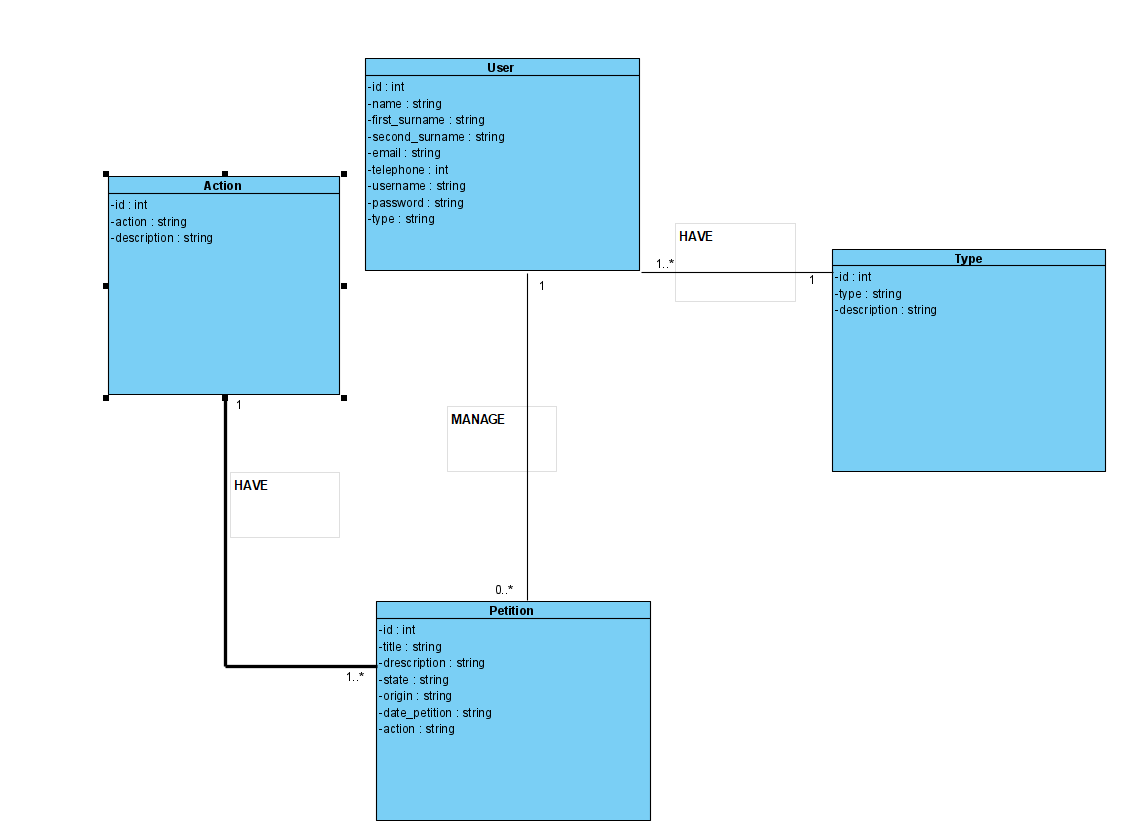 User
-id : int
-name : string
-first_surname : string
-second_surname : string
-email : string
-telephone : int
-username : string
-password : string
-type : string
Action
-id : int
-action : string
-description : string
HAVE
1..*
1
Type
-id : int
-type : string
-description : string
1
1
MANAGE
HAVE
0..*
1..*
Petition
-id : int
-title : string
-drescription : string
-state : string
-origin : string
-date_petition : string
-action : string